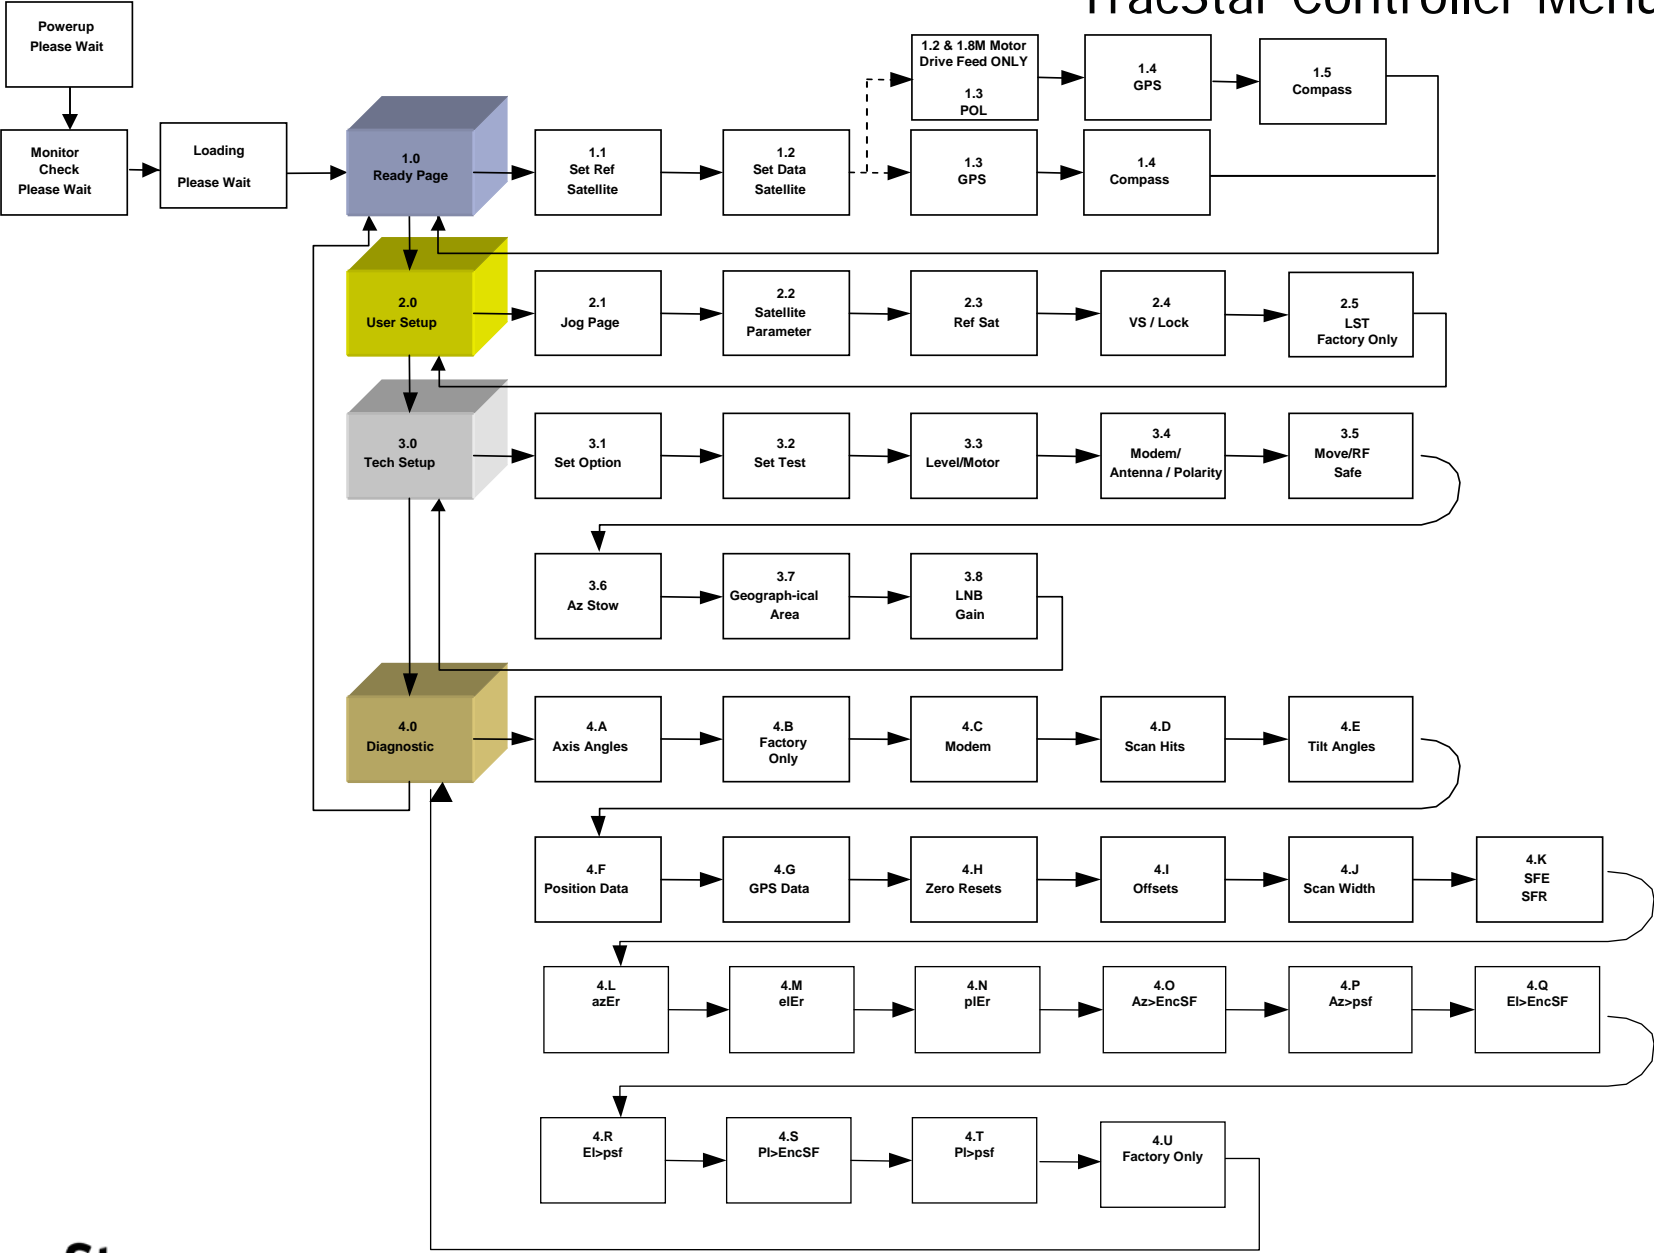 TracStar Controller Menu
Powerup
Please Wait
Monitor
Check
Please Wait
Loading
Please Wait
1.0
Ready Page
1.1
Set Ref
Satellite
1.2
Set Data
Satellite
1.2 & 1.8M Motor
Drive Feed ONLY
1.3
POL
1.4
GPS
1.5
Compass
1.3
GPS
1.4
Compass
2.0
User Setup
2.1
Jog Page
2.2
Satellite
Parameter
2.3
Ref Sat
2.4
VS / Lock
2.5
LST
Factory Only
3.0
Tech Setup
3.1
Set Option
3.2
Set Test
3.3
Level/Motor
3.4
Modem/
Antenna / Polarity
3.5
Move/RF
Safe
3.6
Az Stow
3.7
Geograph-ical
Area
3.8
LNB
Gain
4.0
Diagnostic
4.A
Axis Angles
4.B
Factory
Only
4.C
Modem
4.D
Scan Hits
4.E
Tilt Angles
4.F
Position Data
4.G
GPS Data
4.H
Zero Resets
4.I
Offsets
4.J
Scan Width
4.K
SFE
SFR
4.L
azEr
4.M
elEr
4.N
plEr
4.O
Az>EncSF
4.P
Az>psf
4.Q
El>EncSF
4.R
El>psf
4.S
Pl>EncSF
4.T
Pl>psf
4.U
Factory Only